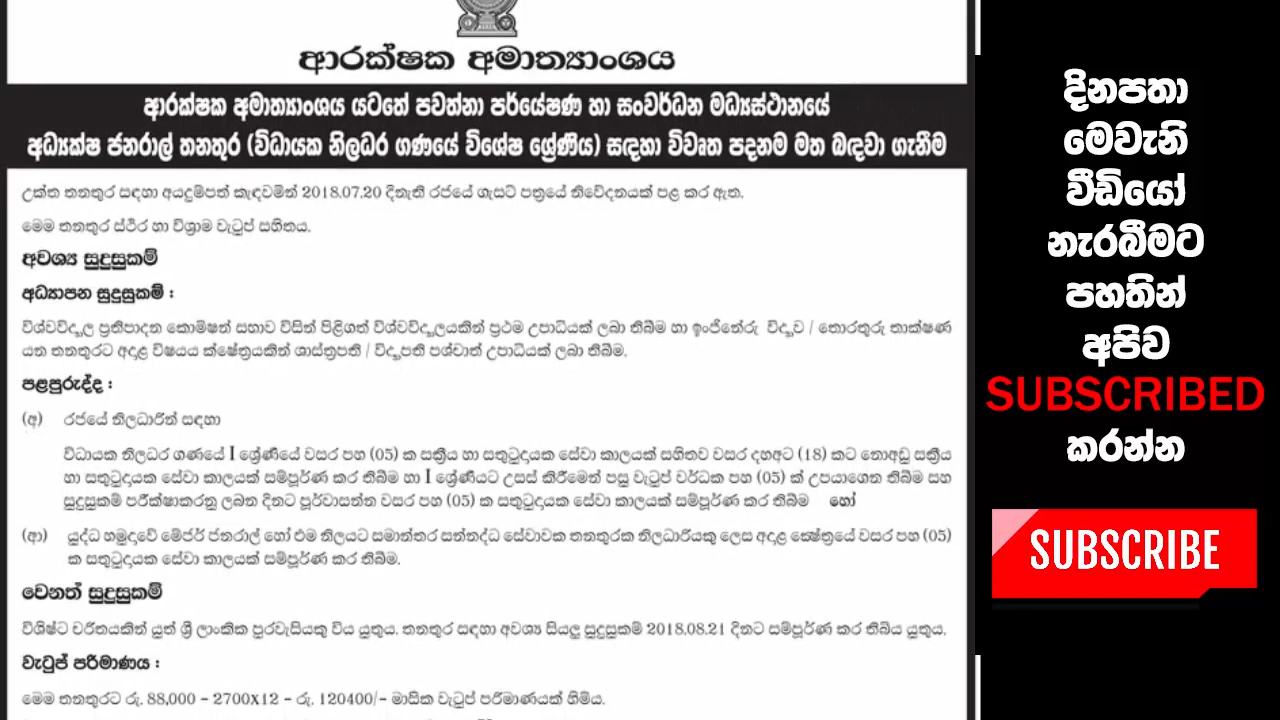 ආරක්ෂක අමාත්‍යාංශය
ආරක්ෂක අමාත්‍යාංශය යටතේ පවත්නා පර්යේෂණ හා සංවර්ධන මධ්‍යස්ථානයේ
අධ්‍යක්ෂ ජනරාල් තනතුර (විධායක නිලධර ගණයේ විශේෂ ශ්‍රේණිය) සඳහා විවෘත පදනම මත බඳවා ගැනීම
උක්ත තනතුර සඳහා අයදුම්පත් කැඳවමින් 2018.07.20 දිනැති රජයේ ගැසට් පත්‍රයේ නිවේදනයක් පළ කර ඇත.
මෙම තනතුර ස්ථිර හා විශ්‍රාම වැටුප් සහිතය.
අවශ්‍ය සුදුසුකම්
අධ්‍යාපන සුදුසුකම් :
විශ්වවිද්‍යාල ප්‍රතිපාදන කොමිෂන් සභාව විසින් පිළිගත් විශ්වවිද්‍යාලයකින් ප්‍රථම උපාධියක් ලබා තිබීම හා ඉංජිනේරු විද්‍යාව / තොරතුරු තාක්ෂණ
යන තනතුරට අදාළ විෂයය ක්ෂේත්‍රයකින් ශාස්ත්‍රපති / විද්‍යාපති පශ්චාත් උපාධියක් ලබා තිබීම.
පළපුරුද්ද :
(අ) රජයේ නිලධාරීන් සඳහා
විධායක නිලධර ගණයේ I ශ්‍රේණියේ වසර පහ (05) ක සක්‍රීය හා සතුටුදායක සේවා කාලයක් සහිතව වසර දහඅට (18) කට නොඅඩු සක්‍රීය
හා සතුටුදායක සේවා කාලයක් සම්පූර්ණ කර තිබීම හා I ශ්‍රේණියට උසස් කිරීමෙන් පසු වැටුප් වර්ධක පහ (05) ක් උපයාගෙන තිබීම සහ
සුදුසුකම් පරීක්ෂාකරනු ලබන දිනට පූර්වාසන්න වසර පහ (05) ක සතුටුදායක සේවා කාලයක් සම්පූර්ණ කර තිබීම හෝ
(ආ) යුද්ධ හමුදාවේ මේජර් ජනරාල් හෝ එම නිලයට සමාන්තර සන්නද්ධ සේවාවක තනතුරක නිලධාරියකු ලෙස අදාළ ක්‍ෂේත්‍රයේ වසර පහ (05)
ක සතුටුදායක සේවා කාලයක් සම්පූර්ණ කර තිබීම.
වෙනත් සුදුසුකම්
විශිෂ්ට චරිතයකින් යුත් ශ්‍රී ලාංකික පුරවැසියකු විය යුතුය. තනතුර සඳහා අවශ්‍ය සියලු සුදුසුකම් 2018.08.21 දිනට සම්පූර්ණ කර තිබිය යුතුය.
වැටුප් පරිමාණය :
මෙම තනතුරට රු. 88,000 - 2700x12 - රු. 120400/- මාසික වැටුප් පරිමාණයක් හිමිය.
දිනපතා
මෙවැනි
වීඩියෝ
නැරබීමට
පහතින්
අපිව
SUBSCRIBED
කරන්න
SUBSCRIBE